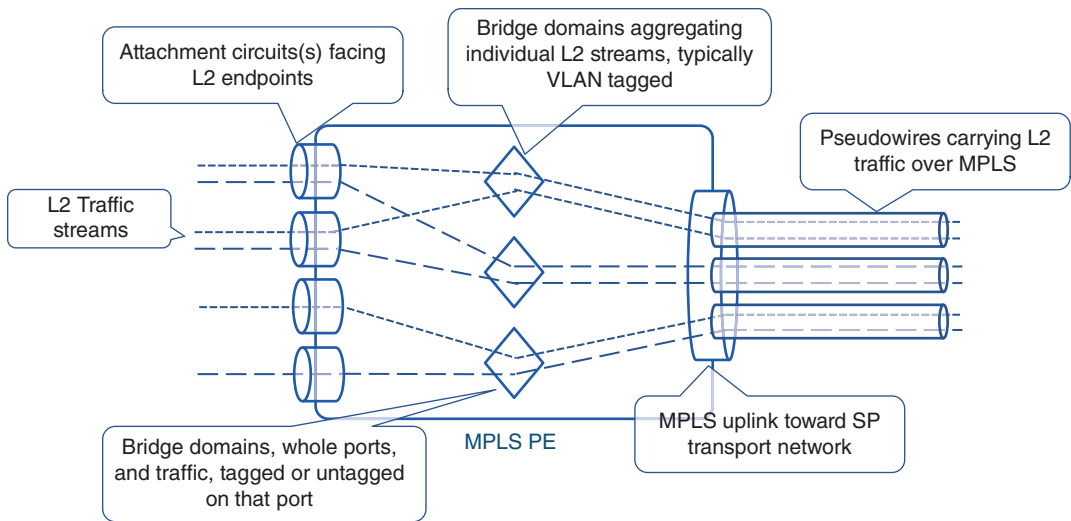 Attachment circuits(s) facing
L2 endpoints
Bridge domains aggregating
individual L2 streams, typically
VLAN tagged
Pseudowires carrying L2
traffic over MPLS
L2 Traffic
streams
Bridge domains, whole ports,
and traffic, tagged or untagged
on that port
MPLS PE
MPLS uplink toward SP
transport network